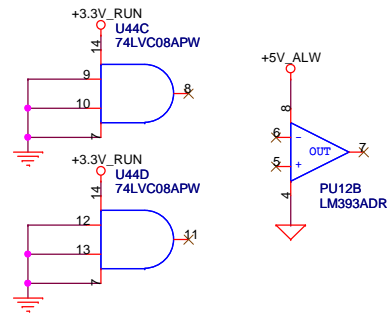 +3.3V_RUN
U44C
74LVC08APW
14
9
8
10
7
+3.3V_RUN
U44D
74LVC08APW
14
12
11
13
7
+5V_ALW
8
6
-
OUT
7
5
+
4
PU12B
LM393ADR